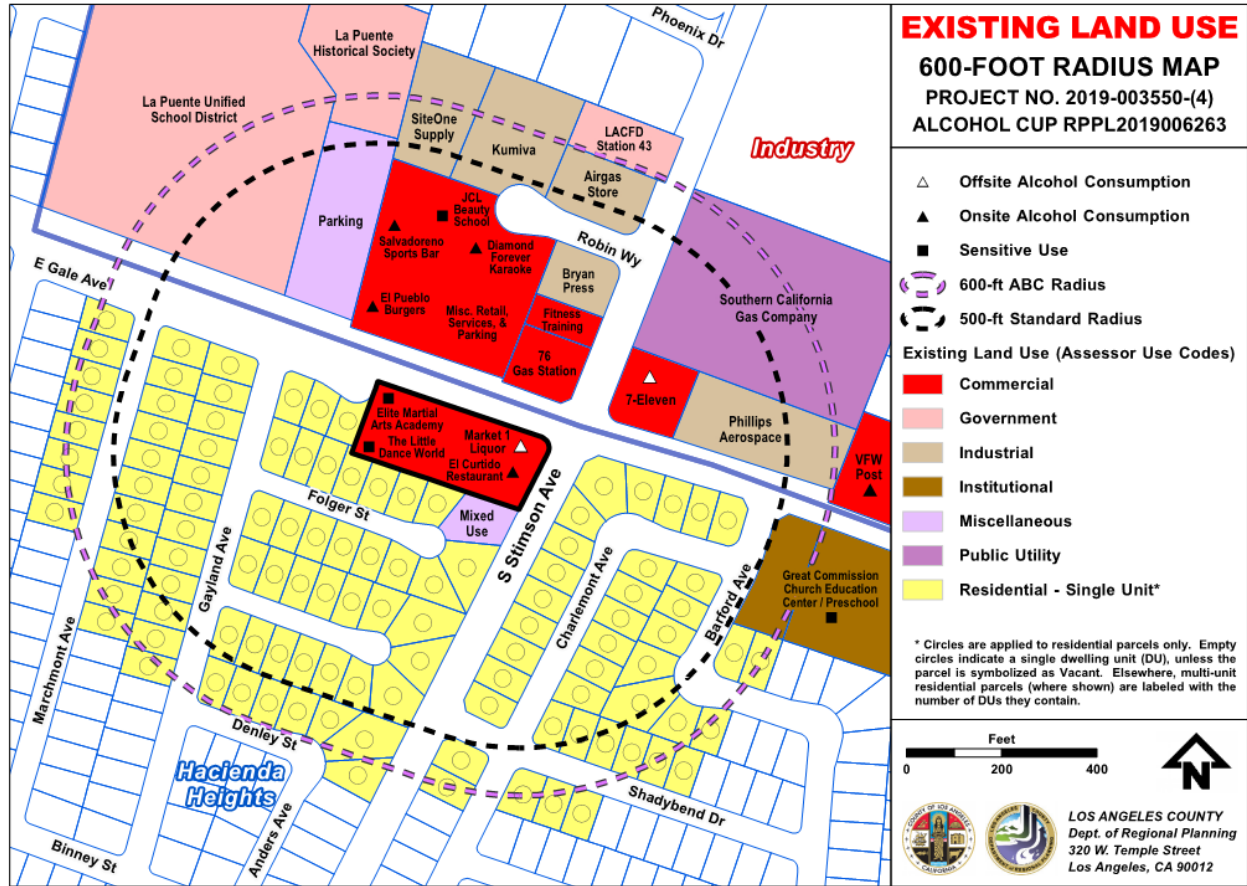 Phoenix Dr
La Puente
Historical Society
La Puente Unified
School District
SiteOne
Supply
Kumiva
LACFD
Station 43
Industry
Airgas
Store
Parking
JCL
Beauty
School
Salvadoreno
Sports Bar
Diamond
Forever
Karaoke
Robin Wy
E Gale Ave
Bryan
Press
El Pueblo
Burgers
Misc. Retail,
Services, &
Parking
Fitness
Training
76
Gas Station
Southern California
Gas Company
7-Eleven
Phillips
Aerospace
VFW
Post
Elite Martial
Arts Academy
The Little
Dance World
Market 1
Liquor
El Curtido
Restaurant
Folger St
Mixed
Use
S Stimson Ave
Gayland Ave
Charlemont Ave
Barford Ave
Great Commission
Church Education
Center / Preschool
Marchmont Ave
Denley St
Hacienda
Heights
Anders Ave
Shadybend Dr
Binney St
EXISTING LAND USE
600-FOOT RADIUS MAP
PROJECT NO. 2019-003550-(4)
ALCOHOL CUP RPPL2019006263
Offsite Alcohol Consumption
Onsite Alcohol Consumption
Sensitive Use
600-ft ABC Radius
500-ft Standard Radius
Existing Land Use (Assessor Use Codes)
Commercial
Government
Industrial
Institutional
Miscellaneous
Public Utility
Residential - Single Unit*
* Circles are applied to residential parcels only. Empty
circles indicate a single dwelling unit (DU), unless the
parcel is symbolized as Vacant. Elsewhere, multi-unit
residential parcels (where shown) are labeled with the
number of DUs they contain.
Feet
0 200 400
N
LOS ANGELES COUNTY
Dept. of Regional Planning
320 W. Temple Street
Los Angeles, CA 90012